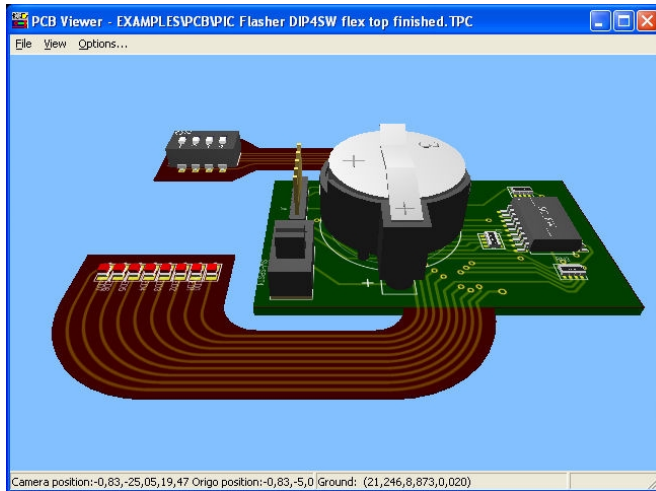 PCB Viewer - EXAMPLES\PCB\PIC Flasher DIP4SW flex top finished.TPC
File View Options...
+
+
+
Camera position:-0,83,-25,05,19,47 Origo position:-0,83,-5,0 Ground: (21,246,8,873,0,020)